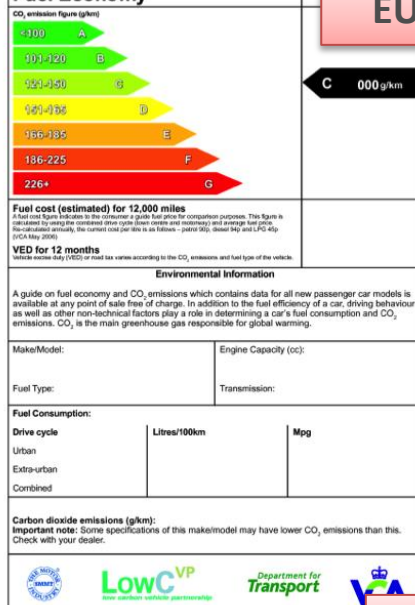 Fuel Economy
EU
CO₂ emission figure (g/km)
<100 A
101-120 B
121-150 C
C 000 g/km
151-165 D
166-185 E
186-225 F
226+ G
Fuel cost (estimated) for 12,000 miles
A fuel cost figure indicates to the consumer a guide fuel price for comparison purposes. This figure is
calculated by using the combined drive cycle (town centre and motorway) and average fuel price.
Re-calculated annually, the current cost per litre is as follows – petrol 90p, diesel 94p and LPG 45p
(VCA May 2006)
VED for 12 months
Vehicle excise duty (VED) or road tax varies according to the CO₂ emissions and fuel type of the vehicle.
Environmental Information
A guide on fuel economy and CO₂ emissions which contains data for all new passenger car models is
available at any point of sale free of charge. In addition to the fuel efficiency of a car, driving behaviour
as well as other non-technical factors play a role in determining a car's fuel consumption and CO₂
emissions. CO₂ is the main greenhouse gas responsible for global warming.
Make/Model: Engine Capacity (cc):
Fuel Type: Transmission:
Fuel Consumption:
Drive cycle Litres/100km Mpg
Urban
Extra-urban
Combined
Carbon dioxide emissions (g/km):
Important note: Some specifications of this make/model may have lower CO₂ emissions than this.
Check with your dealer.
THE MOTOR
SMMT
INDUSTRY
LowCVP
low carbon vehicle partnership
Department for
Transport
VCA